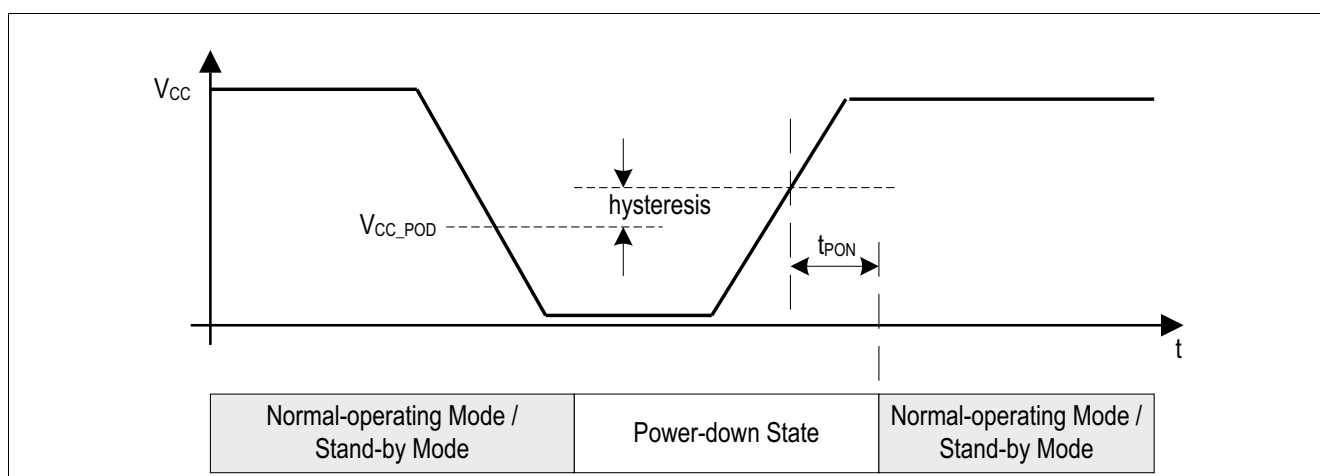 V_CC
hysteresis
V_CC_POD
t_PON
t
Normal-operating Mode /
Stand-by Mode
Power-down State
Normal-operating Mode /
Stand-by Mode